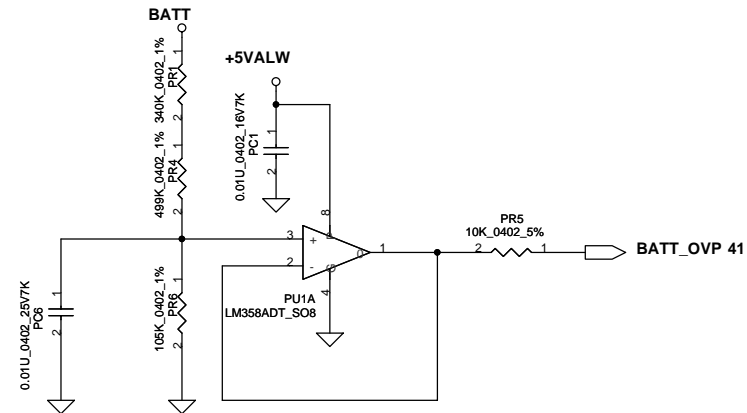 BATT
1
340K_0402_1%
PR1
2
+5VALW
1
0.01U_0402_16V7K
PC1
2
1
499K_0402_1%
PR4
2
8
P
3
+
2
-
0
1
G
4
PU1A
LM358ADT_SO8
PR5
10K_0402_5%
2
1
BATT_OVP 41
1
0.01U_0402_25V7K
PC6
2
1
105K_0402_1%
PR6
2